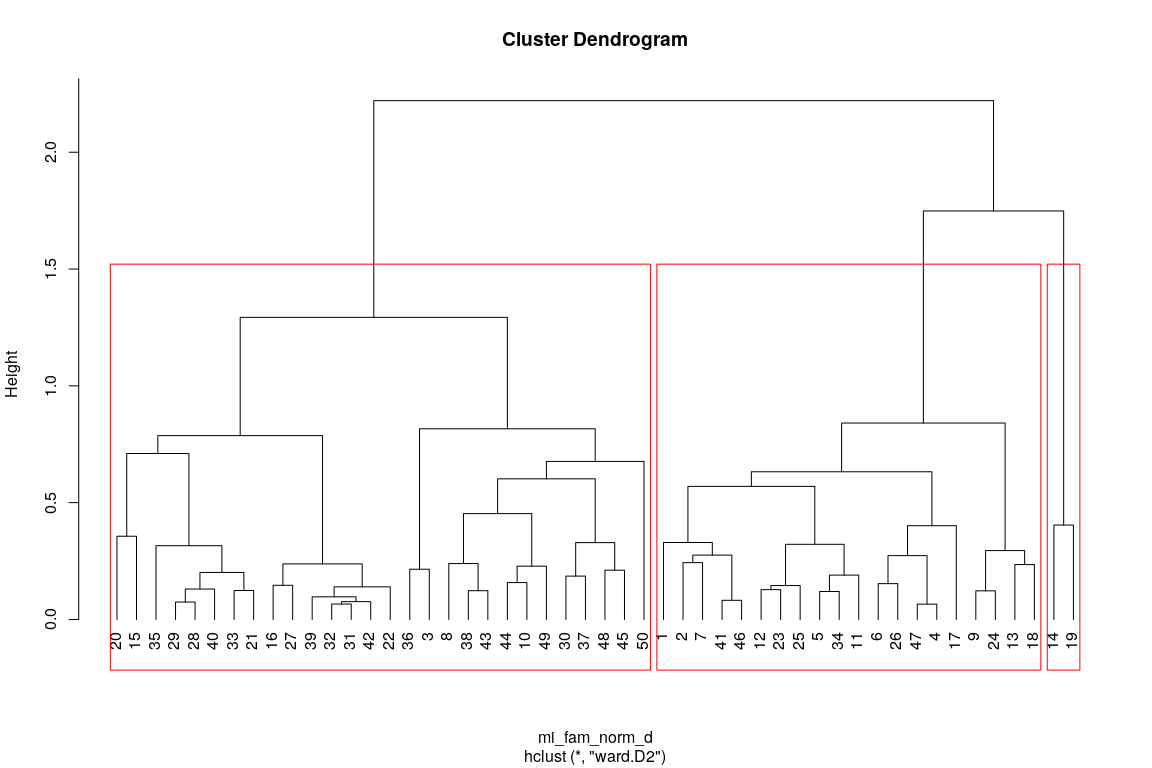 Cluster Dendrogram
Height
0.0 0.5 1.0 1.5 2.0
20 15 35 29 28 40 33 21 16 27 39 32 31 42 22 36 3 8 38 43 44 10 49 30 37 48 45 50 1 2 7 41 46 12 23 25 5 34 11 6 26 47 4 17 9 24 13 18 14 19
ml_fam_norm_d
hclust (*, "ward.D2")